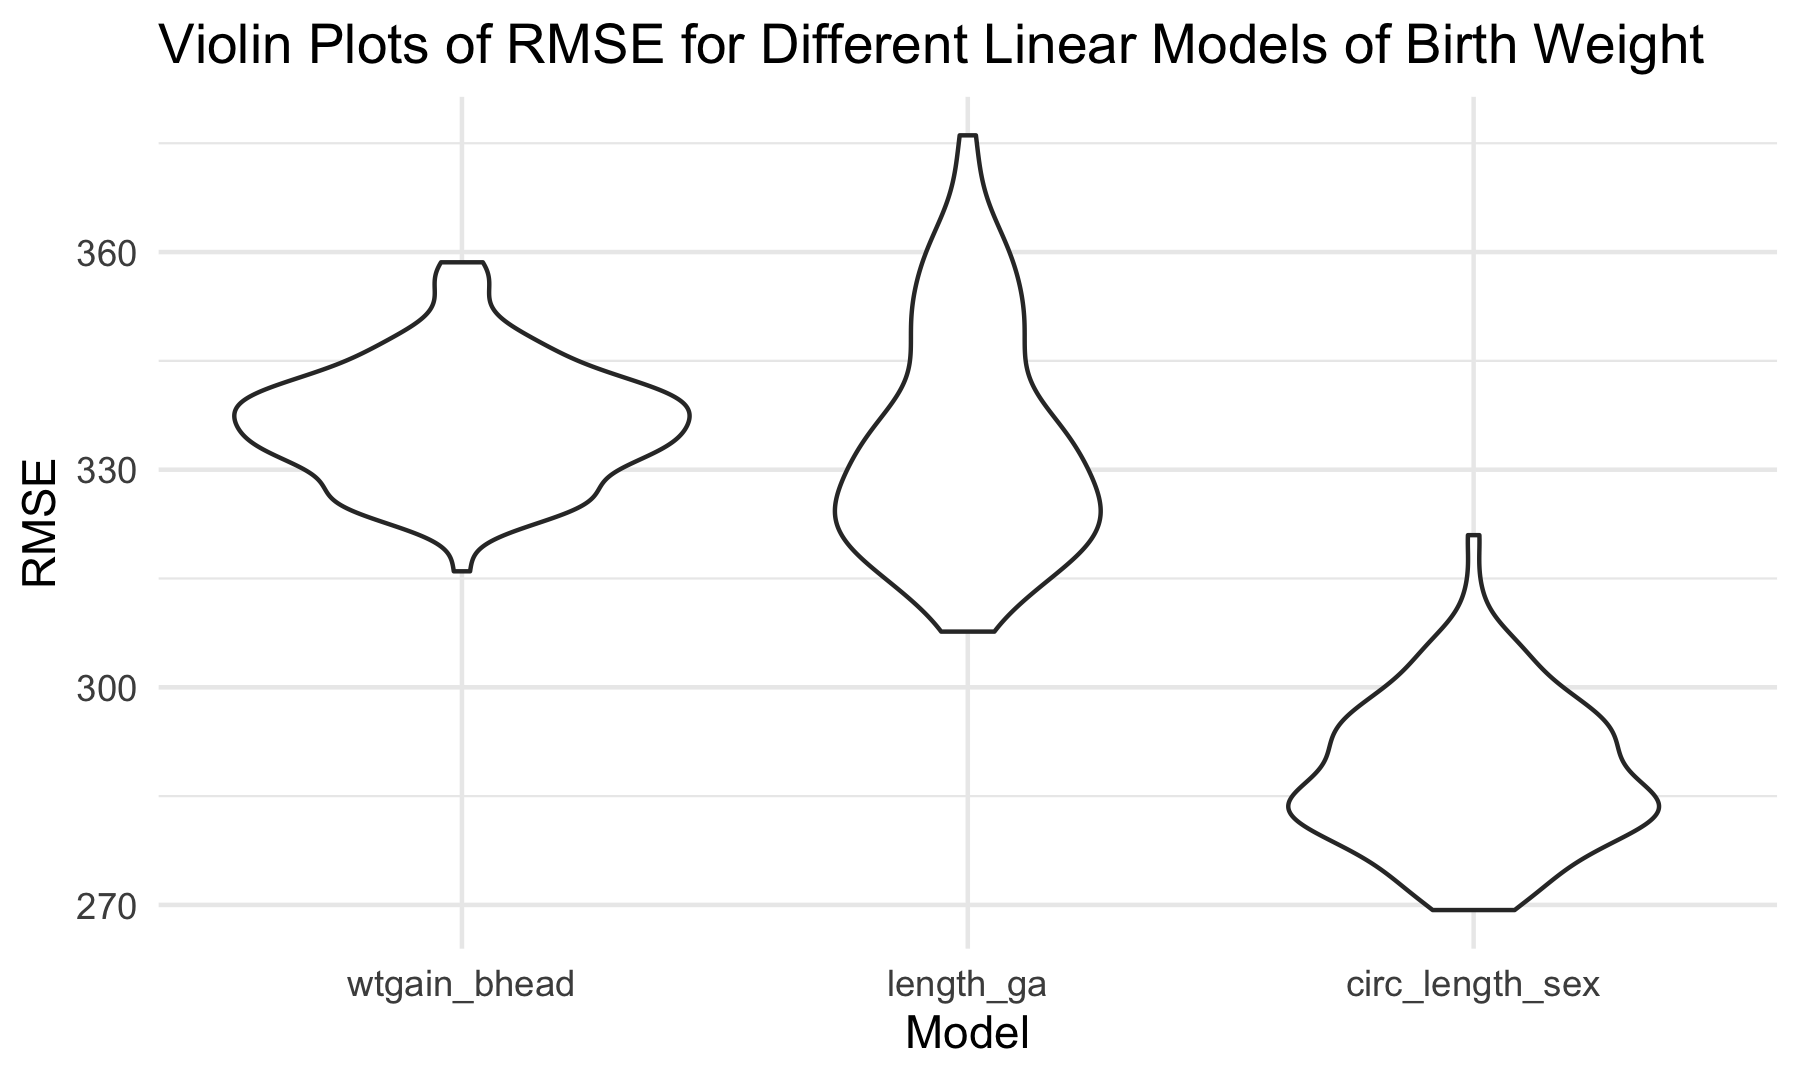 Violin Plots of RMSE for Different Linear Models of Birth Weight
RMSE
360
330
300
270
wtgain_bhead
length_ga
circ_length_sex
Model